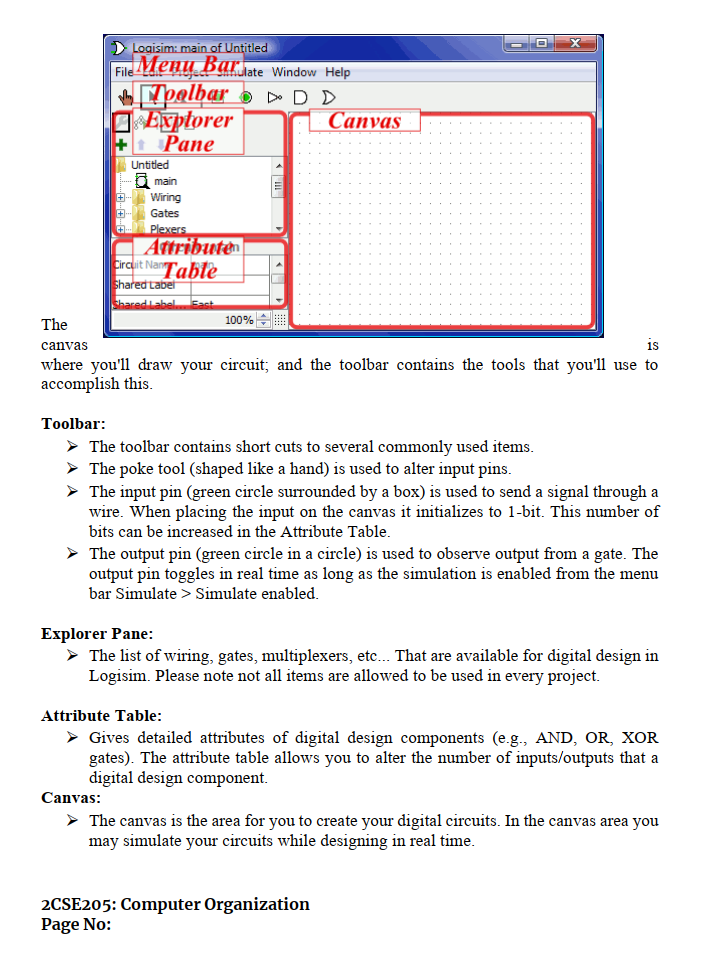 Logisim: main of Untitled
File Edit Project Simulate Window Help
Menu Bar
Toolbar
Explorer
Pane
Canvas
Untitled
main
Wiring
Gates
Plexers
Attribute
Table
Circuit Name main
Shared Label
Shared Label... East
100%
The
canvas is
where you'll draw your circuit; and the toolbar contains the tools that you'll use to
accomplish this.
Toolbar:
➢ The toolbar contains short cuts to several commonly used items.
➢ The poke tool (shaped like a hand) is used to alter input pins.
➢ The input pin (green circle surrounded by a box) is used to send a signal through a
wire. When placing the input on the canvas it initializes to 1-bit. This number of
bits can be increased in the Attribute Table.
➢ The output pin (green circle in a circle) is used to observe output from a gate. The
output pin toggles in real time as long as the simulation is enabled from the menu
bar Simulate > Simulate enabled.
Explorer Pane:
➢ The list of wiring, gates, multiplexers, etc... That are available for digital design in
Logisim. Please note not all items are allowed to be used in every project.
Attribute Table:
➢ Gives detailed attributes of digital design components (e.g., AND, OR, XOR
gates). The attribute table allows you to alter the number of inputs/outputs that a
digital design component.
Canvas:
➢ The canvas is the area for you to create your digital circuits. In the canvas area you
may simulate your circuits while designing in real time.
2CSE205: Computer Organization
Page No: